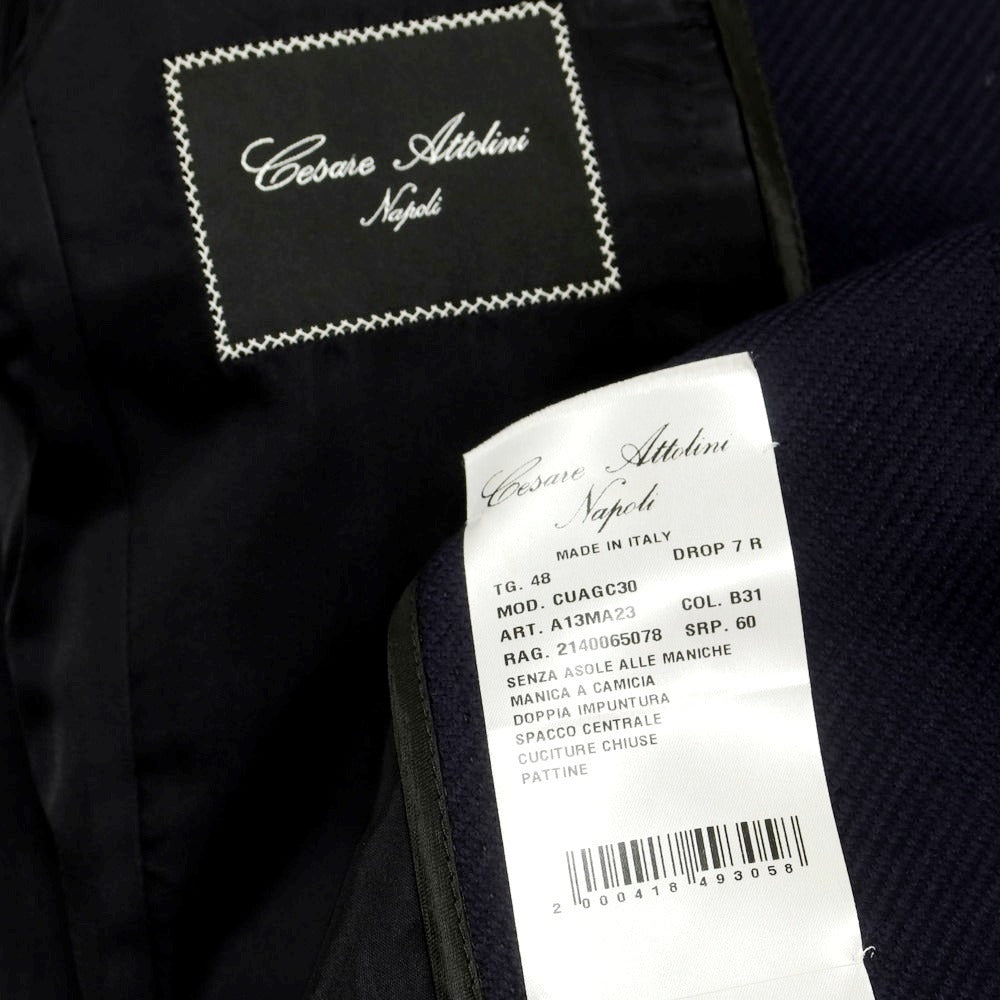 Cesare Attolini
Napoli
Cesare Attolini
Napoli
MADE IN ITALY
TG. 48 DROP 7 R
MOD. CUAGC30
ART. A13MA23 COL. B31
RAG. 2140065078 SRP. 60
SENZA ASOLE ALLE MANICHE
MANICA A CAMICIA
DOPPIA IMPUNTURA
SPACCO CENTRALE
CUCITURE CHIUSE
PATTINE
2 000418 493058